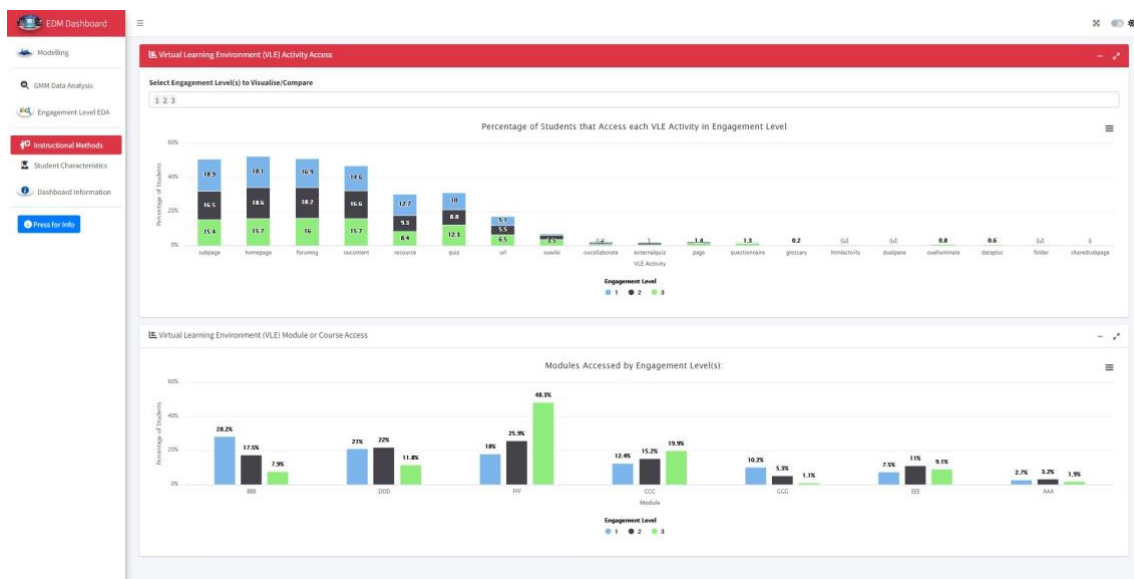 EDM Dashboard
Modelling
GMM Data Analysis
Engagement Level EDA
Instructional Methods
Student Characteristics
Dashboard Information
Press for Info
Virtual Learning Environment (VLE) Activity Access
Select Engagement Level(s) to Visualise/Compare
1 2 3
Percentage of Students that Access each VLE Activity in Engagement Level
Percentage of Students
60%
40%
20%
0%
18.9 18.1 16.9 14.6 12.2 10 5.1
16.5 18.6 18.2 16.6 9.3 8.8 5.5
15.4 15.7 16 15.7 8.4 12.3 6.5 3.5 1.4 1.3 0.2 0.8 0.6
subpage homepage forumng oucontent resource quiz url ouwiki oucollaborate externalquiz page questionnaire glossary htmlactivity dualpane ouelluminate dataplus folder sharedsubpage
VLE Activity
Engagement Level
1 2 3
Virtual Learning Environment (VLE) Module or Course Access
Modules Accessed by Engagement Level(s):
Percentage of Students
60%
40%
20%
0%
28.2% 17.5% 7.9% 21% 22% 11.8% 18% 25.9% 48.3% 12.4% 15.2% 19.9% 10.2% 5.3% 1.1% 7.5% 11% 9.1% 2.7% 3.2% 1.9%
BBB DDD FFF CCC GGG EEE AAA
Module
Engagement Level
1 2 3